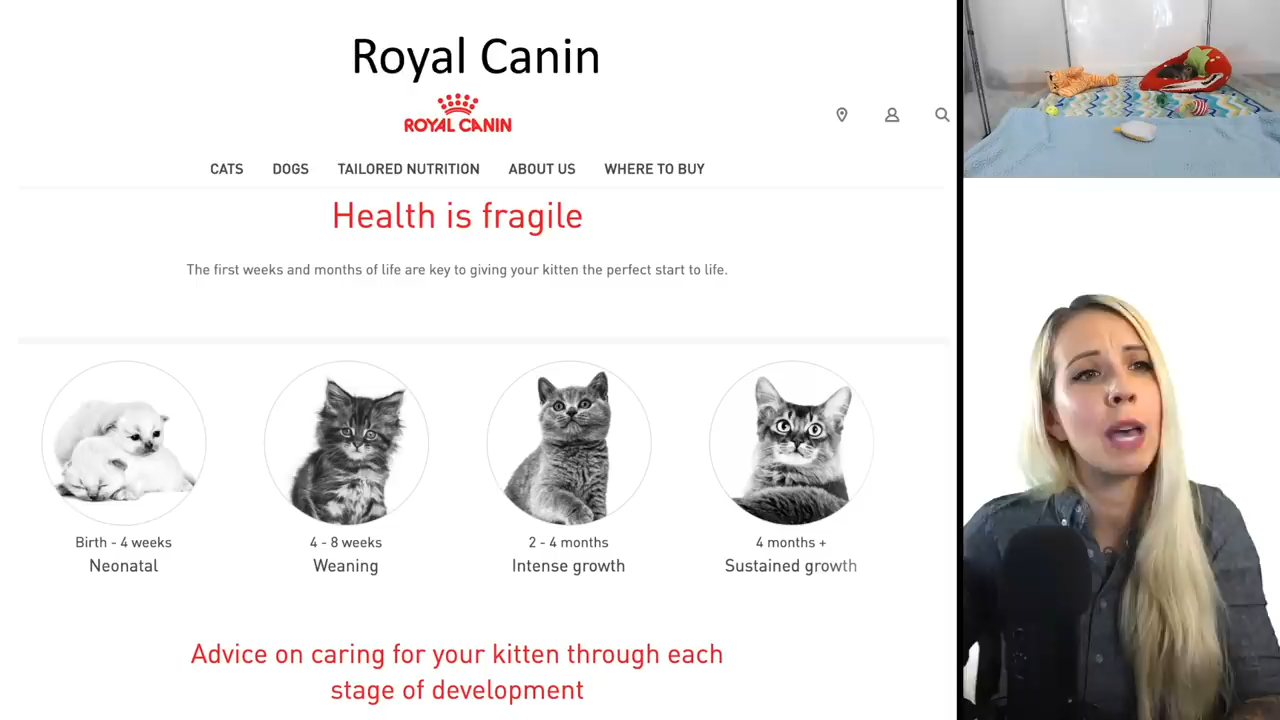 Royal Canin
ROYAL CANIN
CATS DOGS TAILORED NUTRITION ABOUT US WHERE TO BUY
Health is fragile
The first weeks and months of life are key to giving your kitten the perfect start to life.
Birth - 4 weeks
Neonatal
4 - 8 weeks
Weaning
2 - 4 months
Intense growth
4 months +
Sustained growth
Advice on caring for your kitten through each
stage of development